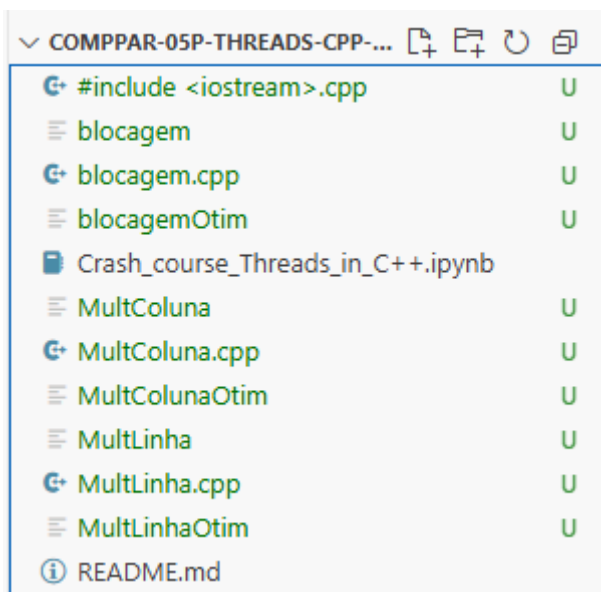 COMPPAR-05P-THREADS-CPP-...
#include <iostream>.cpp U
blocagem U
blocagem.cpp U
blocagemOtim U
Crash_course_Threads_in_C++.ipynb
MultColuna U
MultColuna.cpp U
MultColunaOtim U
MultLinha U
MultLinha.cpp U
MultLinhaOtim U
README.md